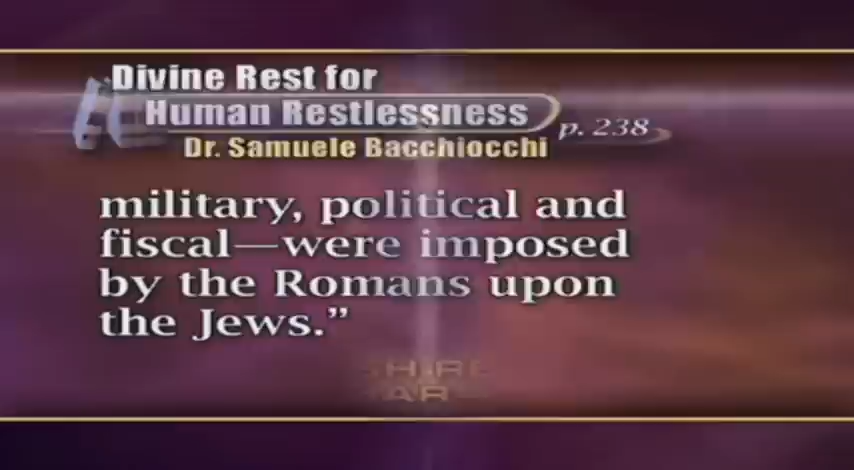 Divine Rest for
Human Restlessness
p. 238
Dr. Samuele Bacchiocchi
military, political and
fiscal—were imposed
by the Romans upon
the Jews.”